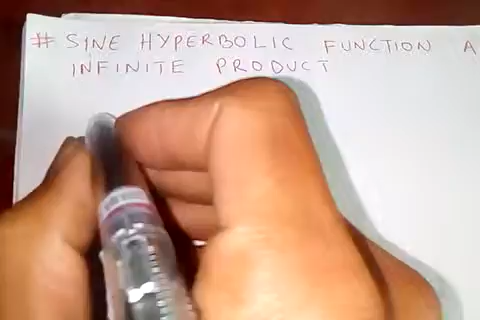 # SINE HYPERBOLIC FUNCTION A
INFINITE PRODUCT